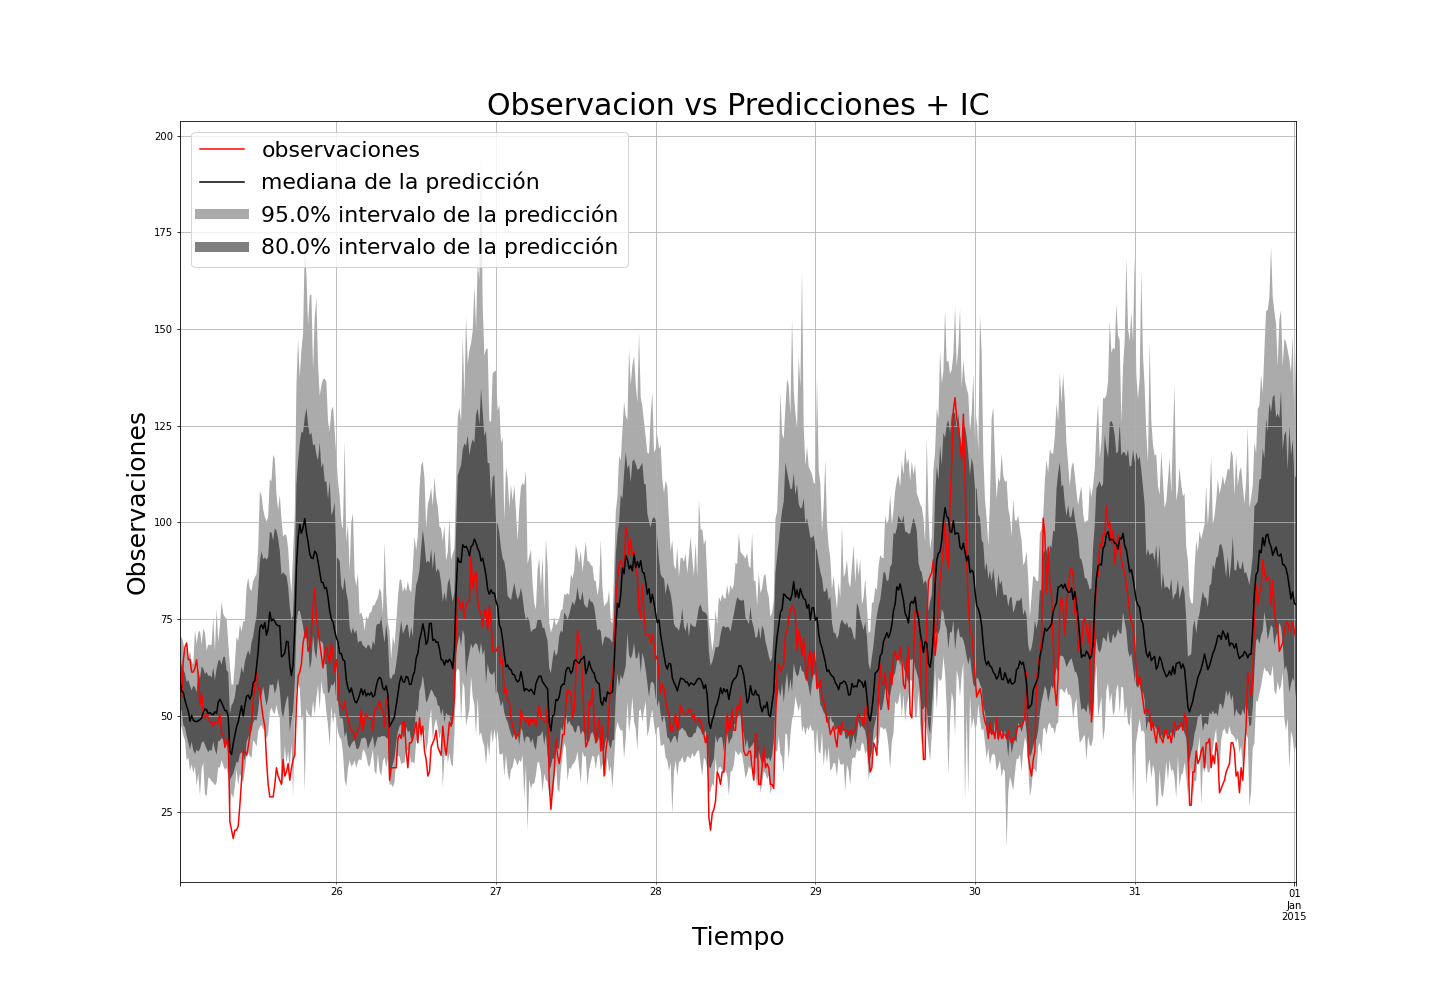 Observacion vs Predicciones + IC
observaciones
mediana de la predicción
95.0% intervalo de la predicción
80.0% intervalo de la predicción
Observaciones
200
175
150
125
100
75
50
25
26
27
28
29
30
31
01
Jan
2015
Tiempo